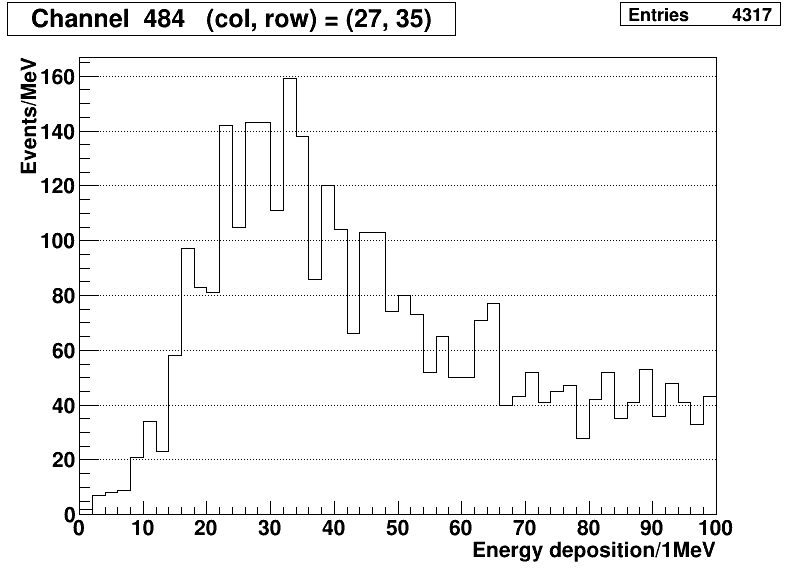 Channel 484 (col, row) = (27, 35)
Entries 4317
Events/MeV
160
140
120
100
80
60
40
20
0
0 10 20 30 40 50 60 70 80 90 100
Energy deposition/1MeV